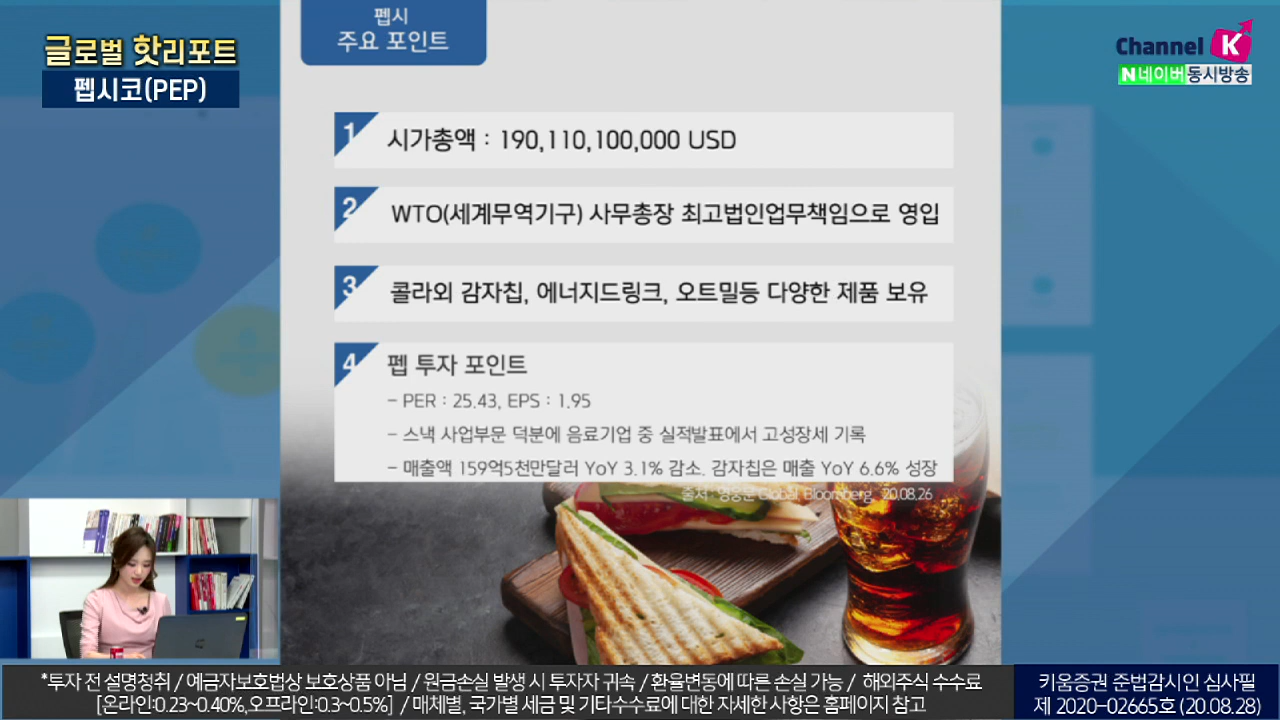 글로벌 핫리포트
펩시코(PEP)
펩시
주요 포인트
Channel K
N 네이버 동시방송
1 시가총액 : 190,110,100,000 USD
2 WTO(세계무역기구) 사무총장 최고법인업무책임으로 영입
3 콜라외 감자칩, 에너지드링크, 오트밀등 다양한 제품 보유
4 펩 투자 포인트
- PER : 25.43, EPS : 1.95
- 스낵 사업부문 덕분에 음료기업 중 실적발표에서 고성장세 기록
- 매출액 159억5천만달러 YoY 3.1% 감소. 감자칩은 매출 YoY 6.6% 성장
출처 : 영웅문 Global, Bloomberg, 20.08.26
*투자 전 설명청취 / 예금자보호법상 보호상품 아님 / 원금손실 발생 시 투자자 귀속 / 환율변동에 따른 손실 가능 / 해외주식 수수료
[온라인:0.23~0.40%,오프라인:0.3~0.5%] / 매체별, 국가별 세금 및 기타수수료에 대한 자세한 사항은 홈페이지 참고
키움증권 준법감시인 심사필
제 2020-02665호 (20.08.28)